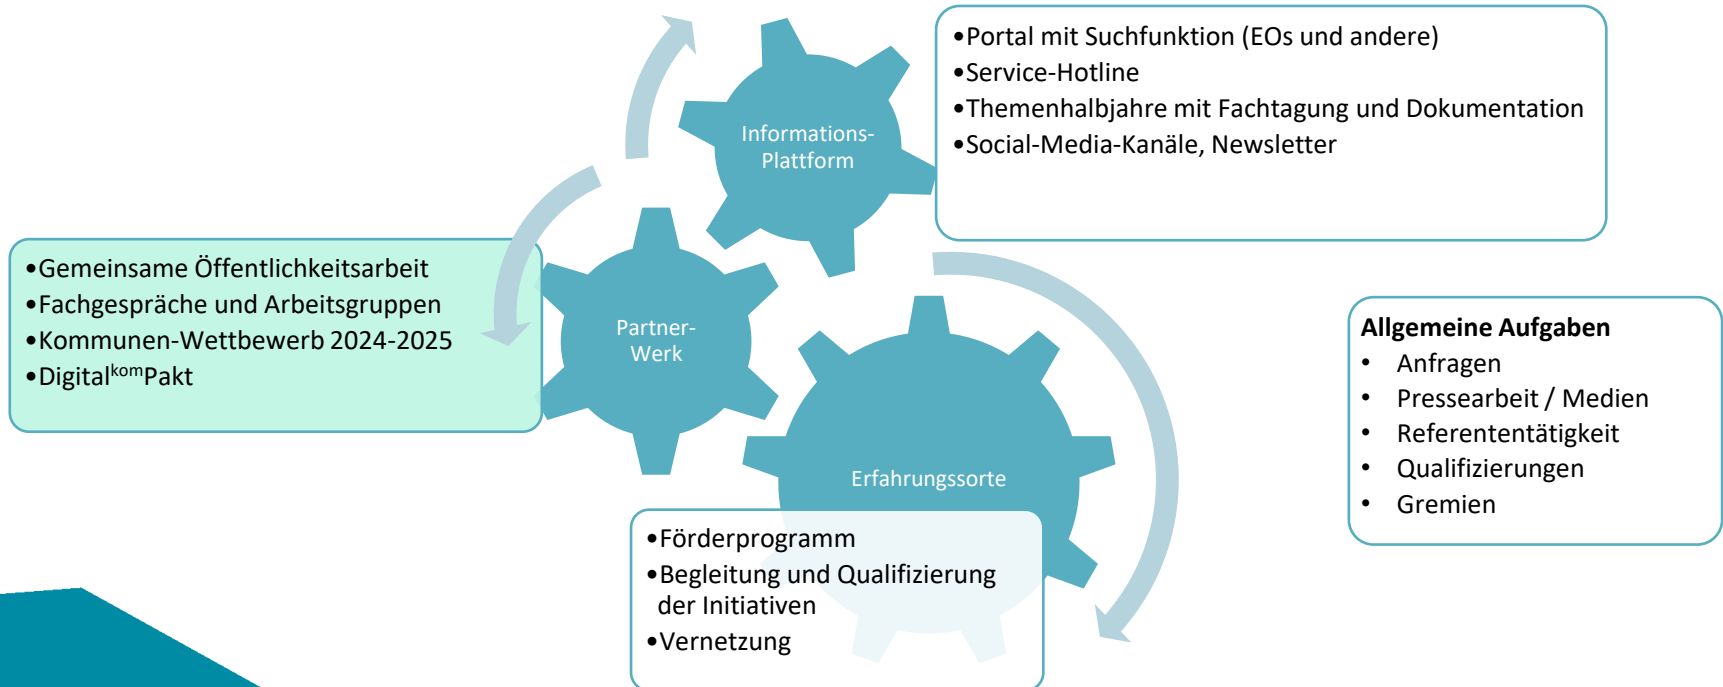 Informations-
Plattform
•Portal mit Suchfunktion (EOs und andere)
•Service-Hotline
•Themenhalbjahre mit Fachtagung und Dokumentation
•Social-Media-Kanäle, Newsletter
•Gemeinsame Öffentlichkeitsarbeit
•Fachgespräche und Arbeitsgruppen
•Kommunen-Wettbewerb 2024-2025
•DigitalkomPakt
Partner-
Werk
Erfahrungssorte
•Förderprogramm
•Begleitung und Qualifizierung
der Initiativen
•Vernetzung
Allgemeine Aufgaben
• Anfragen
• Pressearbeit / Medien
• Referententätigkeit
• Qualifizierungen
• Gremien